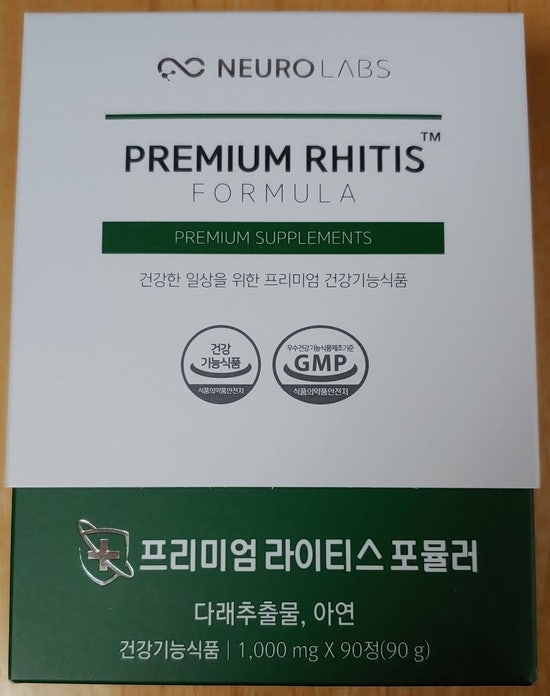 NEUROLABS
PREMIUM RHITIS™
FORMULA
PREMIUM SUPPLEMENTS
건강한 일상을 위한 프리미엄 건강기능식품
건강
기능식품
식품의약품안전처
우수건강기능식품제조기준
GMP
식품의약품안전처
프리미엄 라이티스 포뮬러
다래추출물, 아연
건강기능식품 | 1,000 mg X 90정(90 g)